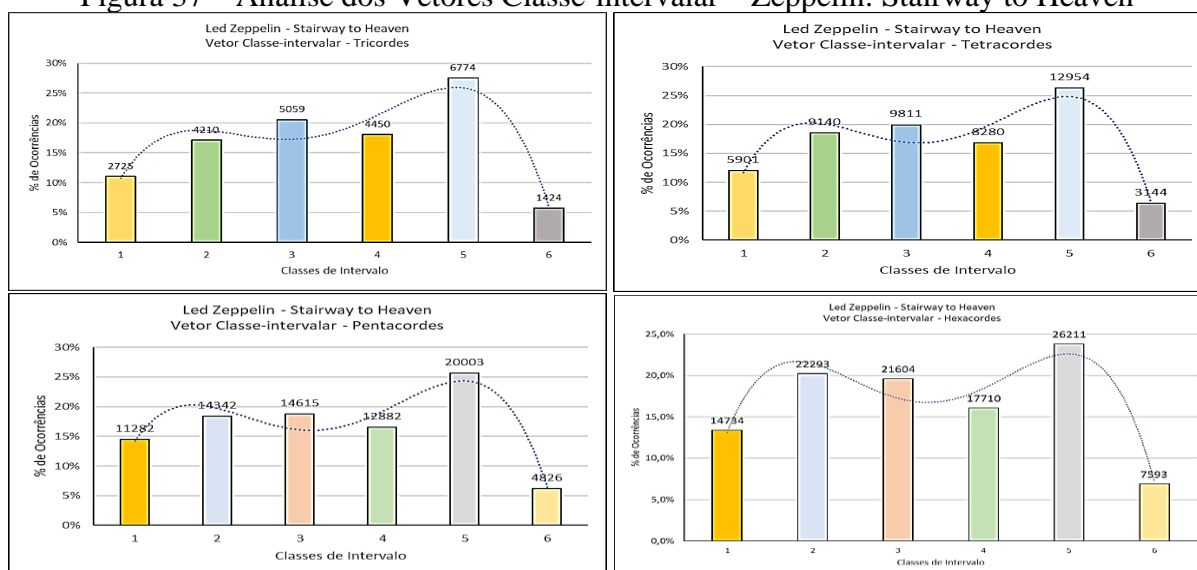 Figura 37 – Análise dos Vetores Classe-intervalar – Zeppelin: Stairway to Heaven
Led Zeppelin - Stairway to Heaven
Vetor Classe-intervalar - Tricordes
% de Ocorrências
30%
25%
20%
15%
10%
5%
0%
2725
4210
5059
4450
6774
1424
1 2 3 4 5 6
Classes de Intervalo
Led Zeppelin - Stairway to Heaven
Vetor Classe-intervalar - Tetracordes
% de Ocorrências
30%
25%
20%
15%
10%
5%
0%
5901
9140
9811
8280
12954
3144
1 2 3 4 5 6
Classes de Intervalo
Led Zeppelin - Stairway to Heaven
Vetor Classe-intervalar - Pentacordes
% de Ocorrências
30%
25%
20%
15%
10%
5%
0%
11282
14342
14615
12882
20003
4826
1 2 3 4 5 6
Classes de Intervalo
Led Zeppelin - Stairway to Heaven
Vetor Classe-intervalar - Hexacordes
% de Ocorrências
25,0%
20,0%
15,0%
10,0%
5,0%
0,0%
14734
22293
21604
17710
26211
7593
1 2 3 4 5 6
Classes de Intervalo